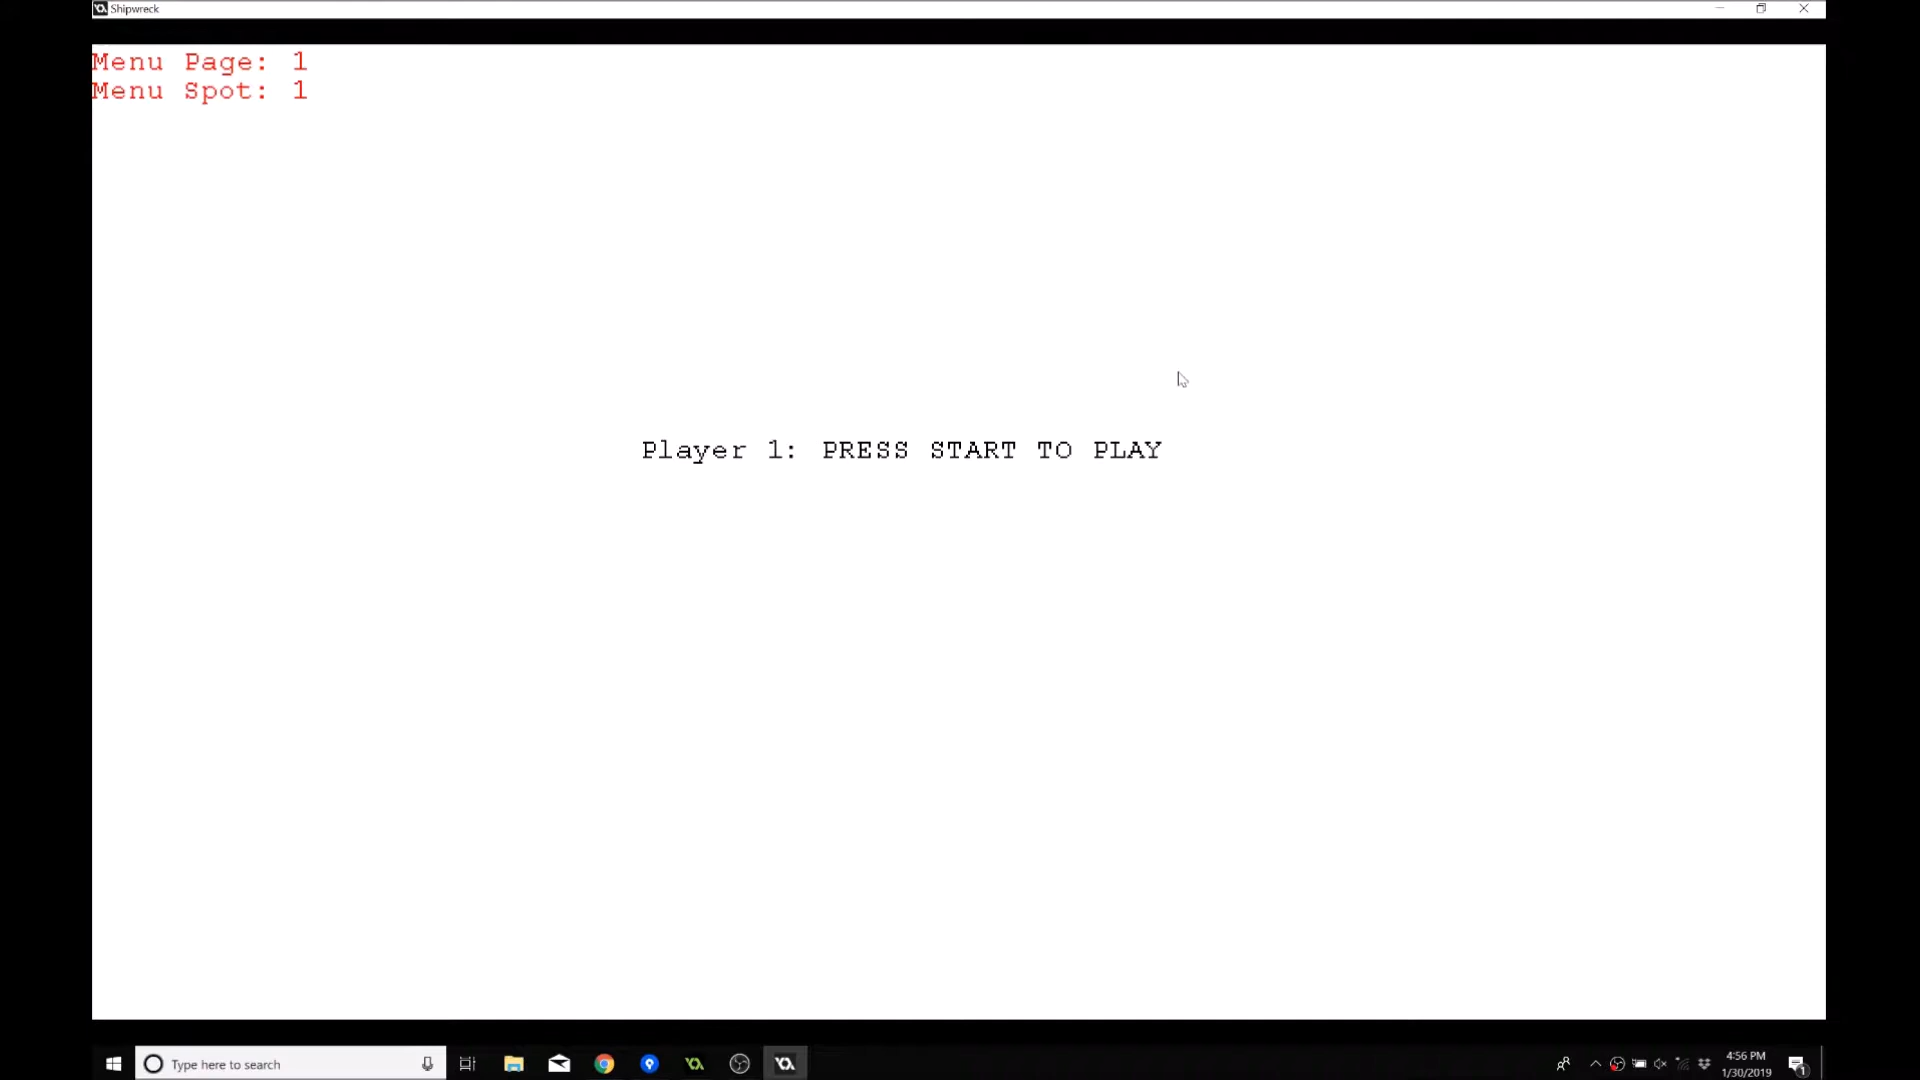 Shipwreck
Menu Page: 1
Menu Spot: 1
Player 1: PRESS START TO PLAY
Type here to search
4:56 PM
1/30/2019
1